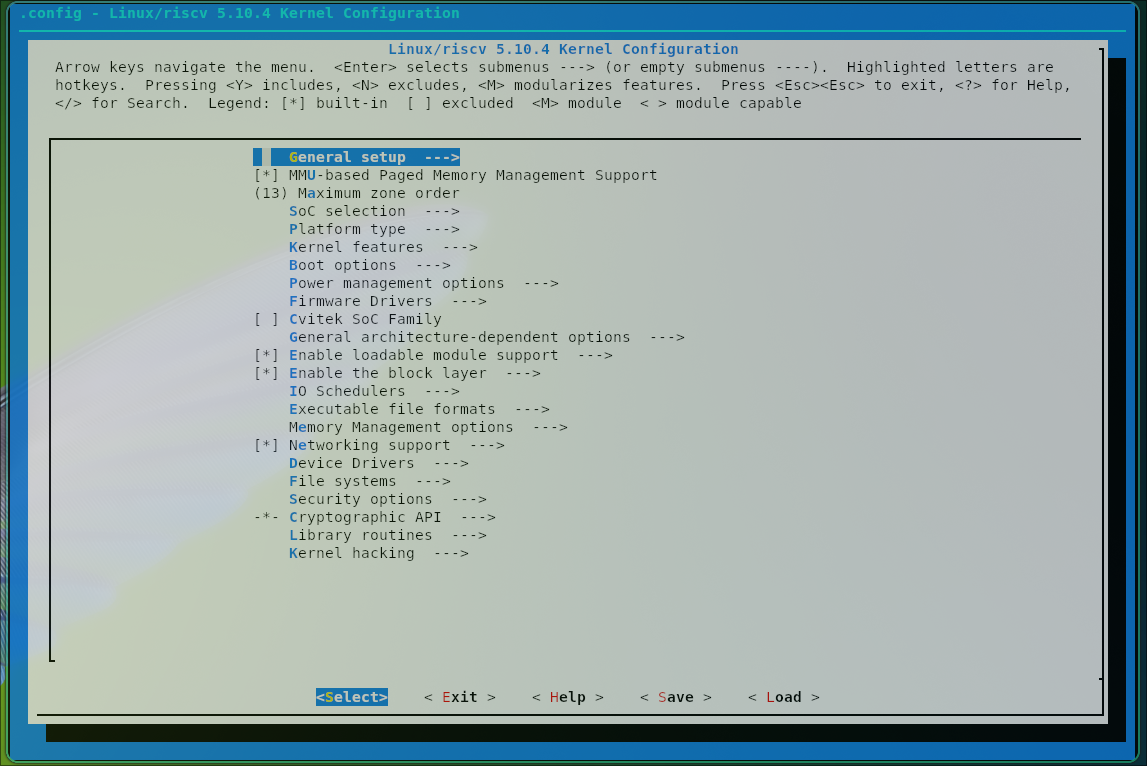 .config - Linux/riscv 5.10.4 Kernel Configuration
Linux/riscv 5.10.4 Kernel Configuration
Arrow keys navigate the menu.  <Enter> selects submenus ---> (or empty submenus ----).  Highlighted letters are
hotkeys.  Pressing <Y> includes, <N> excludes, <M> modularizes features.  Press <Esc><Esc> to exit, <?> for Help,
</> for Search.  Legend: [*] built-in  [ ] excluded  <M> module  < > module capable
General setup  --->
[*] MMU-based Paged Memory Management Support
(13) Maximum zone order
SoC selection  --->
Platform type  --->
Kernel features  --->
Boot options  --->
Power management options  --->
Firmware Drivers  --->
[ ] Cvitek SoC Family
General architecture-dependent options  --->
[*] Enable loadable module support  --->
[*] Enable the block layer  --->
IO Schedulers  --->
Executable file formats  --->
Memory Management options  --->
[*] Networking support  --->
Device Drivers  --->
File systems  --->
Security options  --->
-*- Cryptographic API  --->
Library routines  --->
Kernel hacking  --->
<Select>    < Exit >    < Help >    < Save >    < Load >